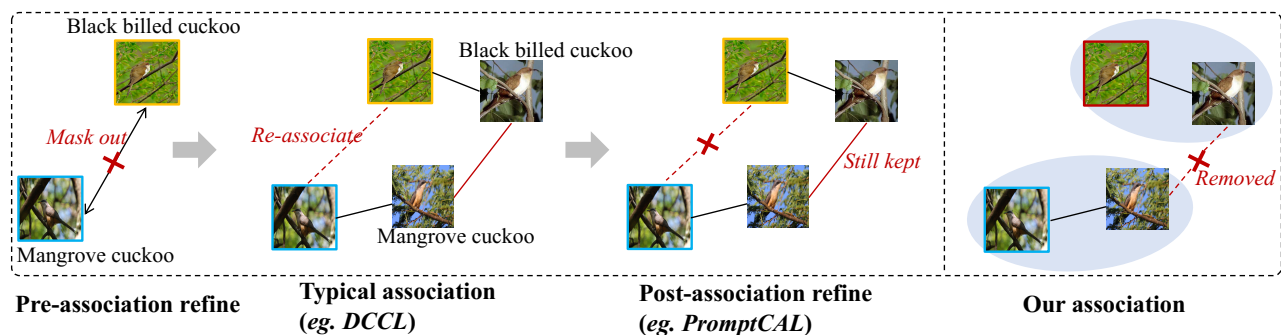 Black billed cuckoo
Mask out
Mangrove cuckoo
Pre-association refine
Black billed cuckoo
Re-associate
Mangrove cuckoo
Typical association
(eg. DCCL)
Still kept
Post-association refine
(eg. PromptCAL)
Removed
Our association